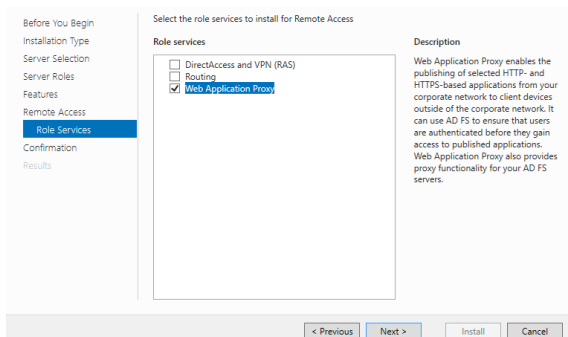 Before You Begin
Installation Type
Server Selection
Server Roles
Features
Remote Access
Role Services
Confirmation
Results
Select the role services to install for Remote Access
Role services
DirectAccess and VPN (RAS)
Routing
Web Application Proxy
Description
Web Application Proxy enables the
publishing of selected HTTP- and
HTTPS-based applications from your
corporate network to client devices
outside of the corporate network. It
can use AD FS to ensure that users
are authenticated before they gain
access to published applications.
Web Application Proxy also provides
proxy functionality for your AD FS
servers.
< Previous
Next >
Install
Cancel